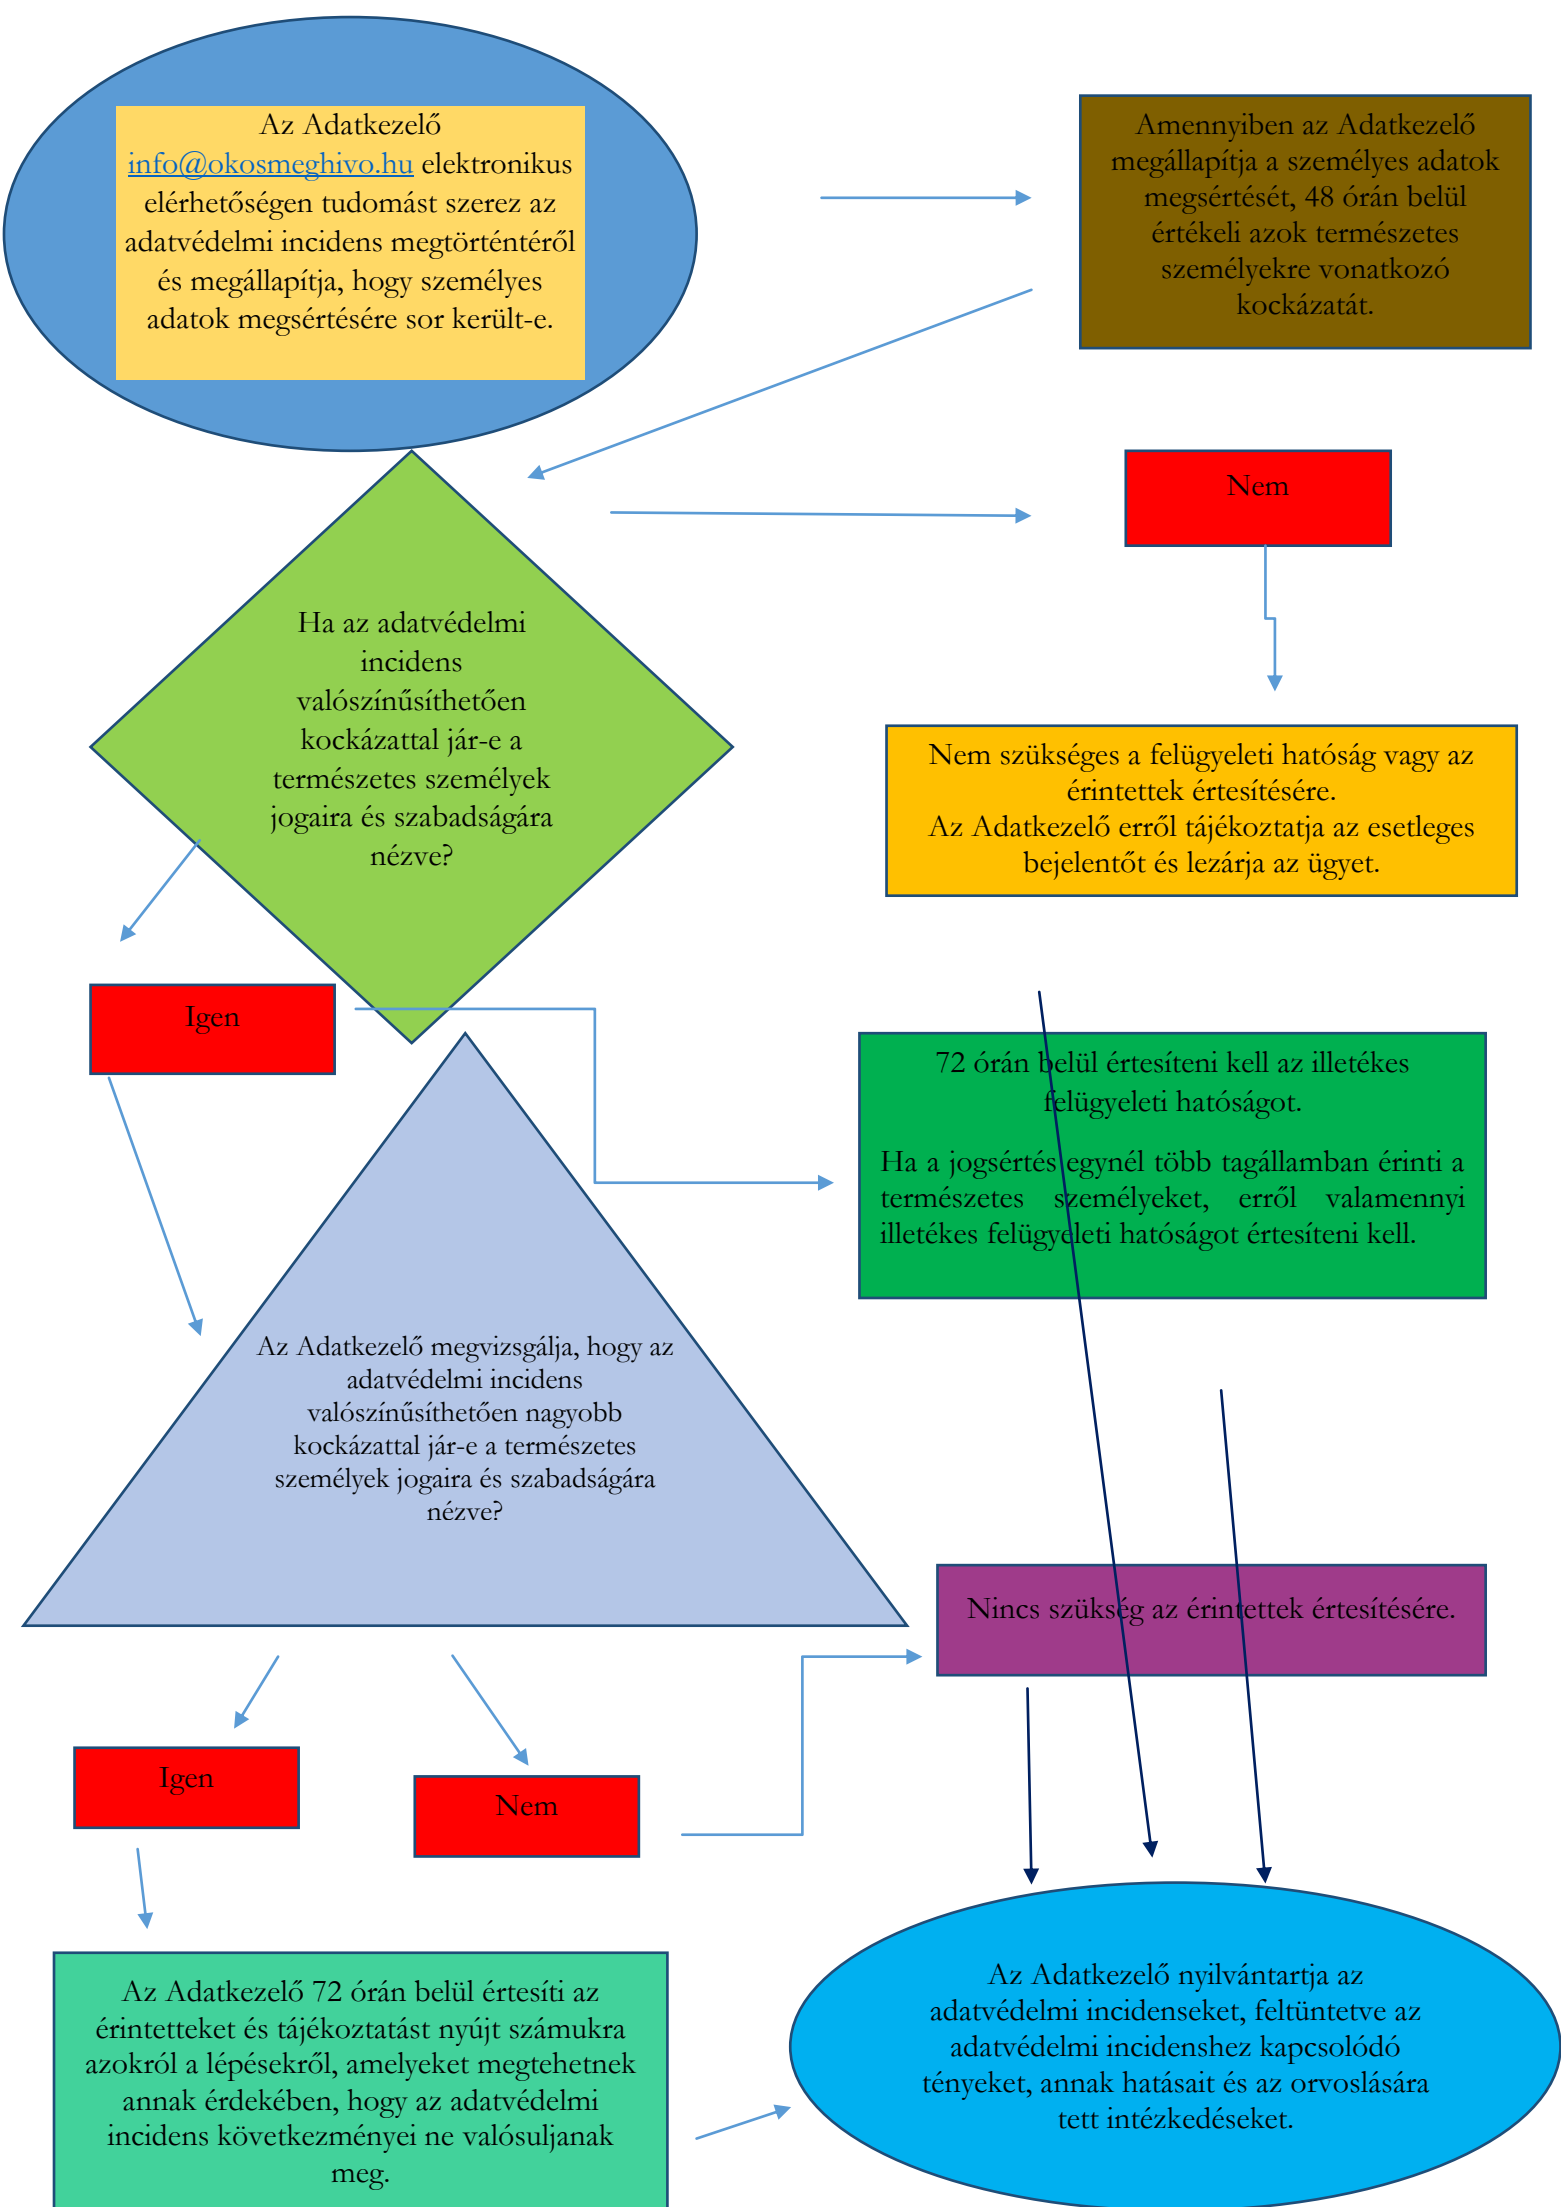 Az Adatkezelő
info@okosmeghivo.hu elektronikus
elérhetőségen tudomást szerez az
adatvédelmi incidens megtörténtéről
és megállapítja, hogy személyes
adatok megsértésére sor került-e.
Amennyiben az Adatkezelő
megállapítja a személyes adatok
megsértését, 48 órán belül
értékeli azok természetes
személyekre vonatkozó
kockázatát.
Nem
Ha az adatvédelmi
incidens
valószínűsíthetően
kockázattal jár-e a
természetes személyek
jogaira és szabadságára
nézve?
Nem szükséges a felügyeleti hatóság vagy az
érintettek értesítésére.
Az Adatkezelő erről tájékoztatja az esetleges
bejelentőt és lezárja az ügyet.
Igen
72 órán belül értesíteni kell az illetékes
felügyeleti hatóságot.
Ha a jogsértés egynél több tagállamban érinti a
természetes személyeket, erről valamennyi
illetékes felügyeleti hatóságot értesíteni kell.
Az Adatkezelő megvizsgálja, hogy az
adatvédelmi incidens
valószínűsíthetően nagyobb
kockázattal jár-e a természetes
személyek jogaira és szabadságára
nézve?
Nincs szükség az érintettek értesítésére.
Igen
Nem
Az Adatkezelő 72 órán belül értesíti az
érintetteket és tájékoztatást nyújt számukra
azokról a lépésekről, amelyeket megtehetnek
annak érdekében, hogy az adatvédelmi
incidens következményei ne valósuljanak
meg.
Az Adatkezelő nyilvántartja az
adatvédelmi incidenseket, feltüntetve az
adatvédelmi incidenshez kapcsolódó
tényeket, annak hatásait és az orvoslására
tett intézkedéseket.